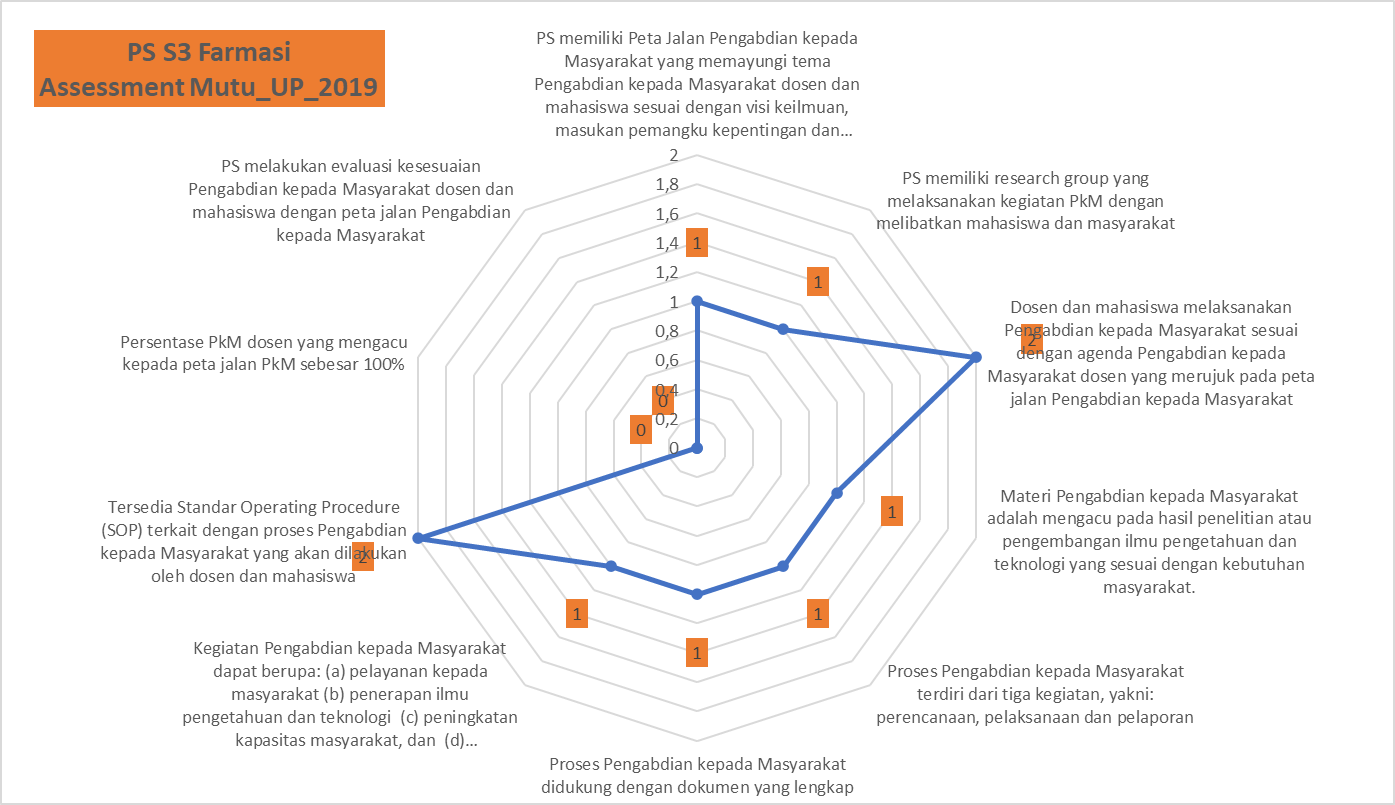 PS S3 Farmasi
Assessment Mutu_UP_2019
PS memiliki Peta Jalan Pengabdian kepada
Masyarakat yang memayungi tema
Pengabdian kepada Masyarakat dosen dan
mahasiswa sesuai dengan visi keilmuan,
masukan pemangku kepentingan dan…
PS memiliki research group yang
melaksanakan kegiatan PkM dengan
melibatkan mahasiswa dan masyarakat
Dosen dan mahasiswa melaksanakan
Pengabdian kepada Masyarakat sesuai
dengan agenda Pengabdian kepada
Masyarakat dosen yang merujuk pada peta
jalan Pengabdian kepada Masyarakat
Materi Pengabdian kepada Masyarakat
adalah mengacu pada hasil penelitian atau
pengembangan ilmu pengetahuan dan
teknologi yang sesuai dengan kebutuhan
masyarakat.
Proses Pengabdian kepada Masyarakat
terdiri dari tiga kegiatan, yakni:
perencanaan, pelaksanaan dan pelaporan
Proses Pengabdian kepada Masyarakat
didukung dengan dokumen yang lengkap
Kegiatan Pengabdian kepada Masyarakat
dapat berupa: (a) pelayanan kepada
masyarakat (b) penerapan ilmu
pengetahuan dan teknologi  (c) peningkatan
kapasitas masyarakat, dan  (d)…
Tersedia Standar Operating Procedure
(SOP) terkait dengan proses Pengabdian
kepada Masyarakat yang akan dilakukan
oleh dosen dan mahasiswa
Persentase PkM dosen yang mengacu
kepada peta jalan PkM sebesar 100%
PS melakukan evaluasi kesesuaian
Pengabdian kepada Masyarakat dosen dan
mahasiswa dengan peta jalan Pengabdian
kepada Masyarakat
2
1,8
1,6
1,4
1,2
1
0,8
0,6
0,4
0,2
0
1
1
2
1
1
1
1
2
0
0